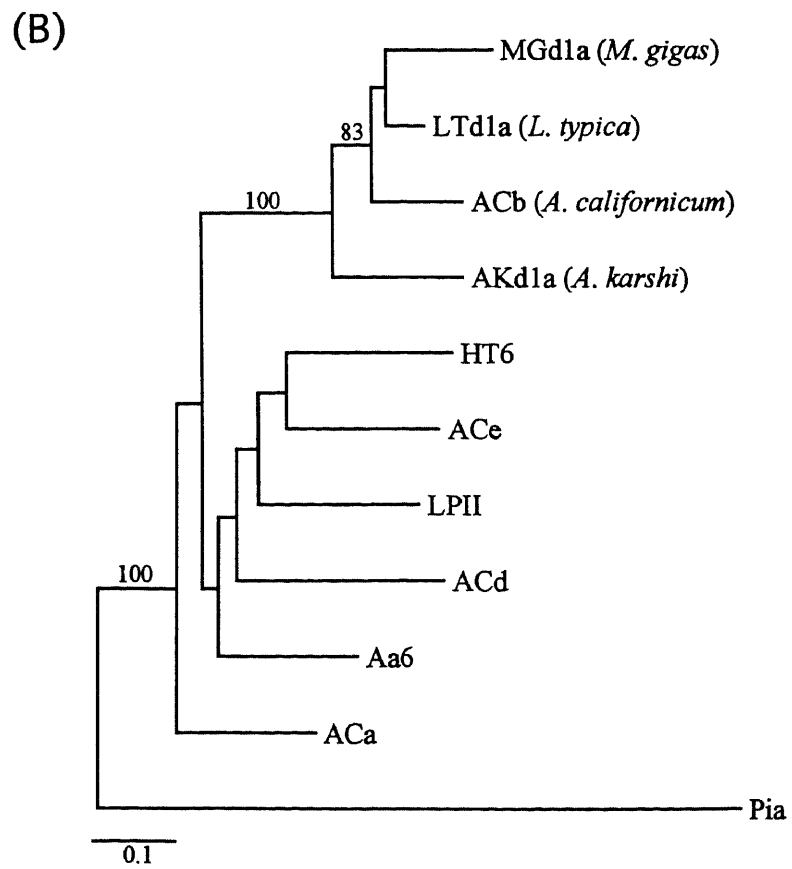 (B)
MGd1a (M. gigas)
LTd1a (L. typica)
83
ACb (A. californicum)
100
AKd1a (A. karshi)
HT6
ACe
LPII
ACd
100
Aa6
ACa
Pia
0.1